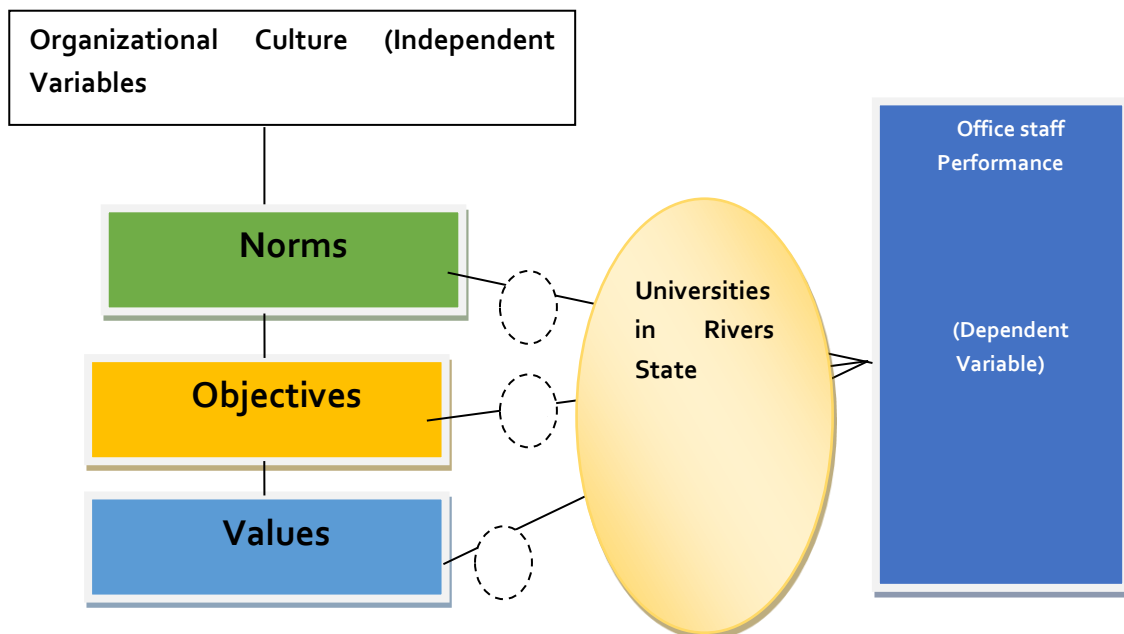 Organizational Culture (Independent
Variables
Norms
Objectives
Values
Universities
in Rivers
State
Office staff
Performance
(Dependent
Variable)